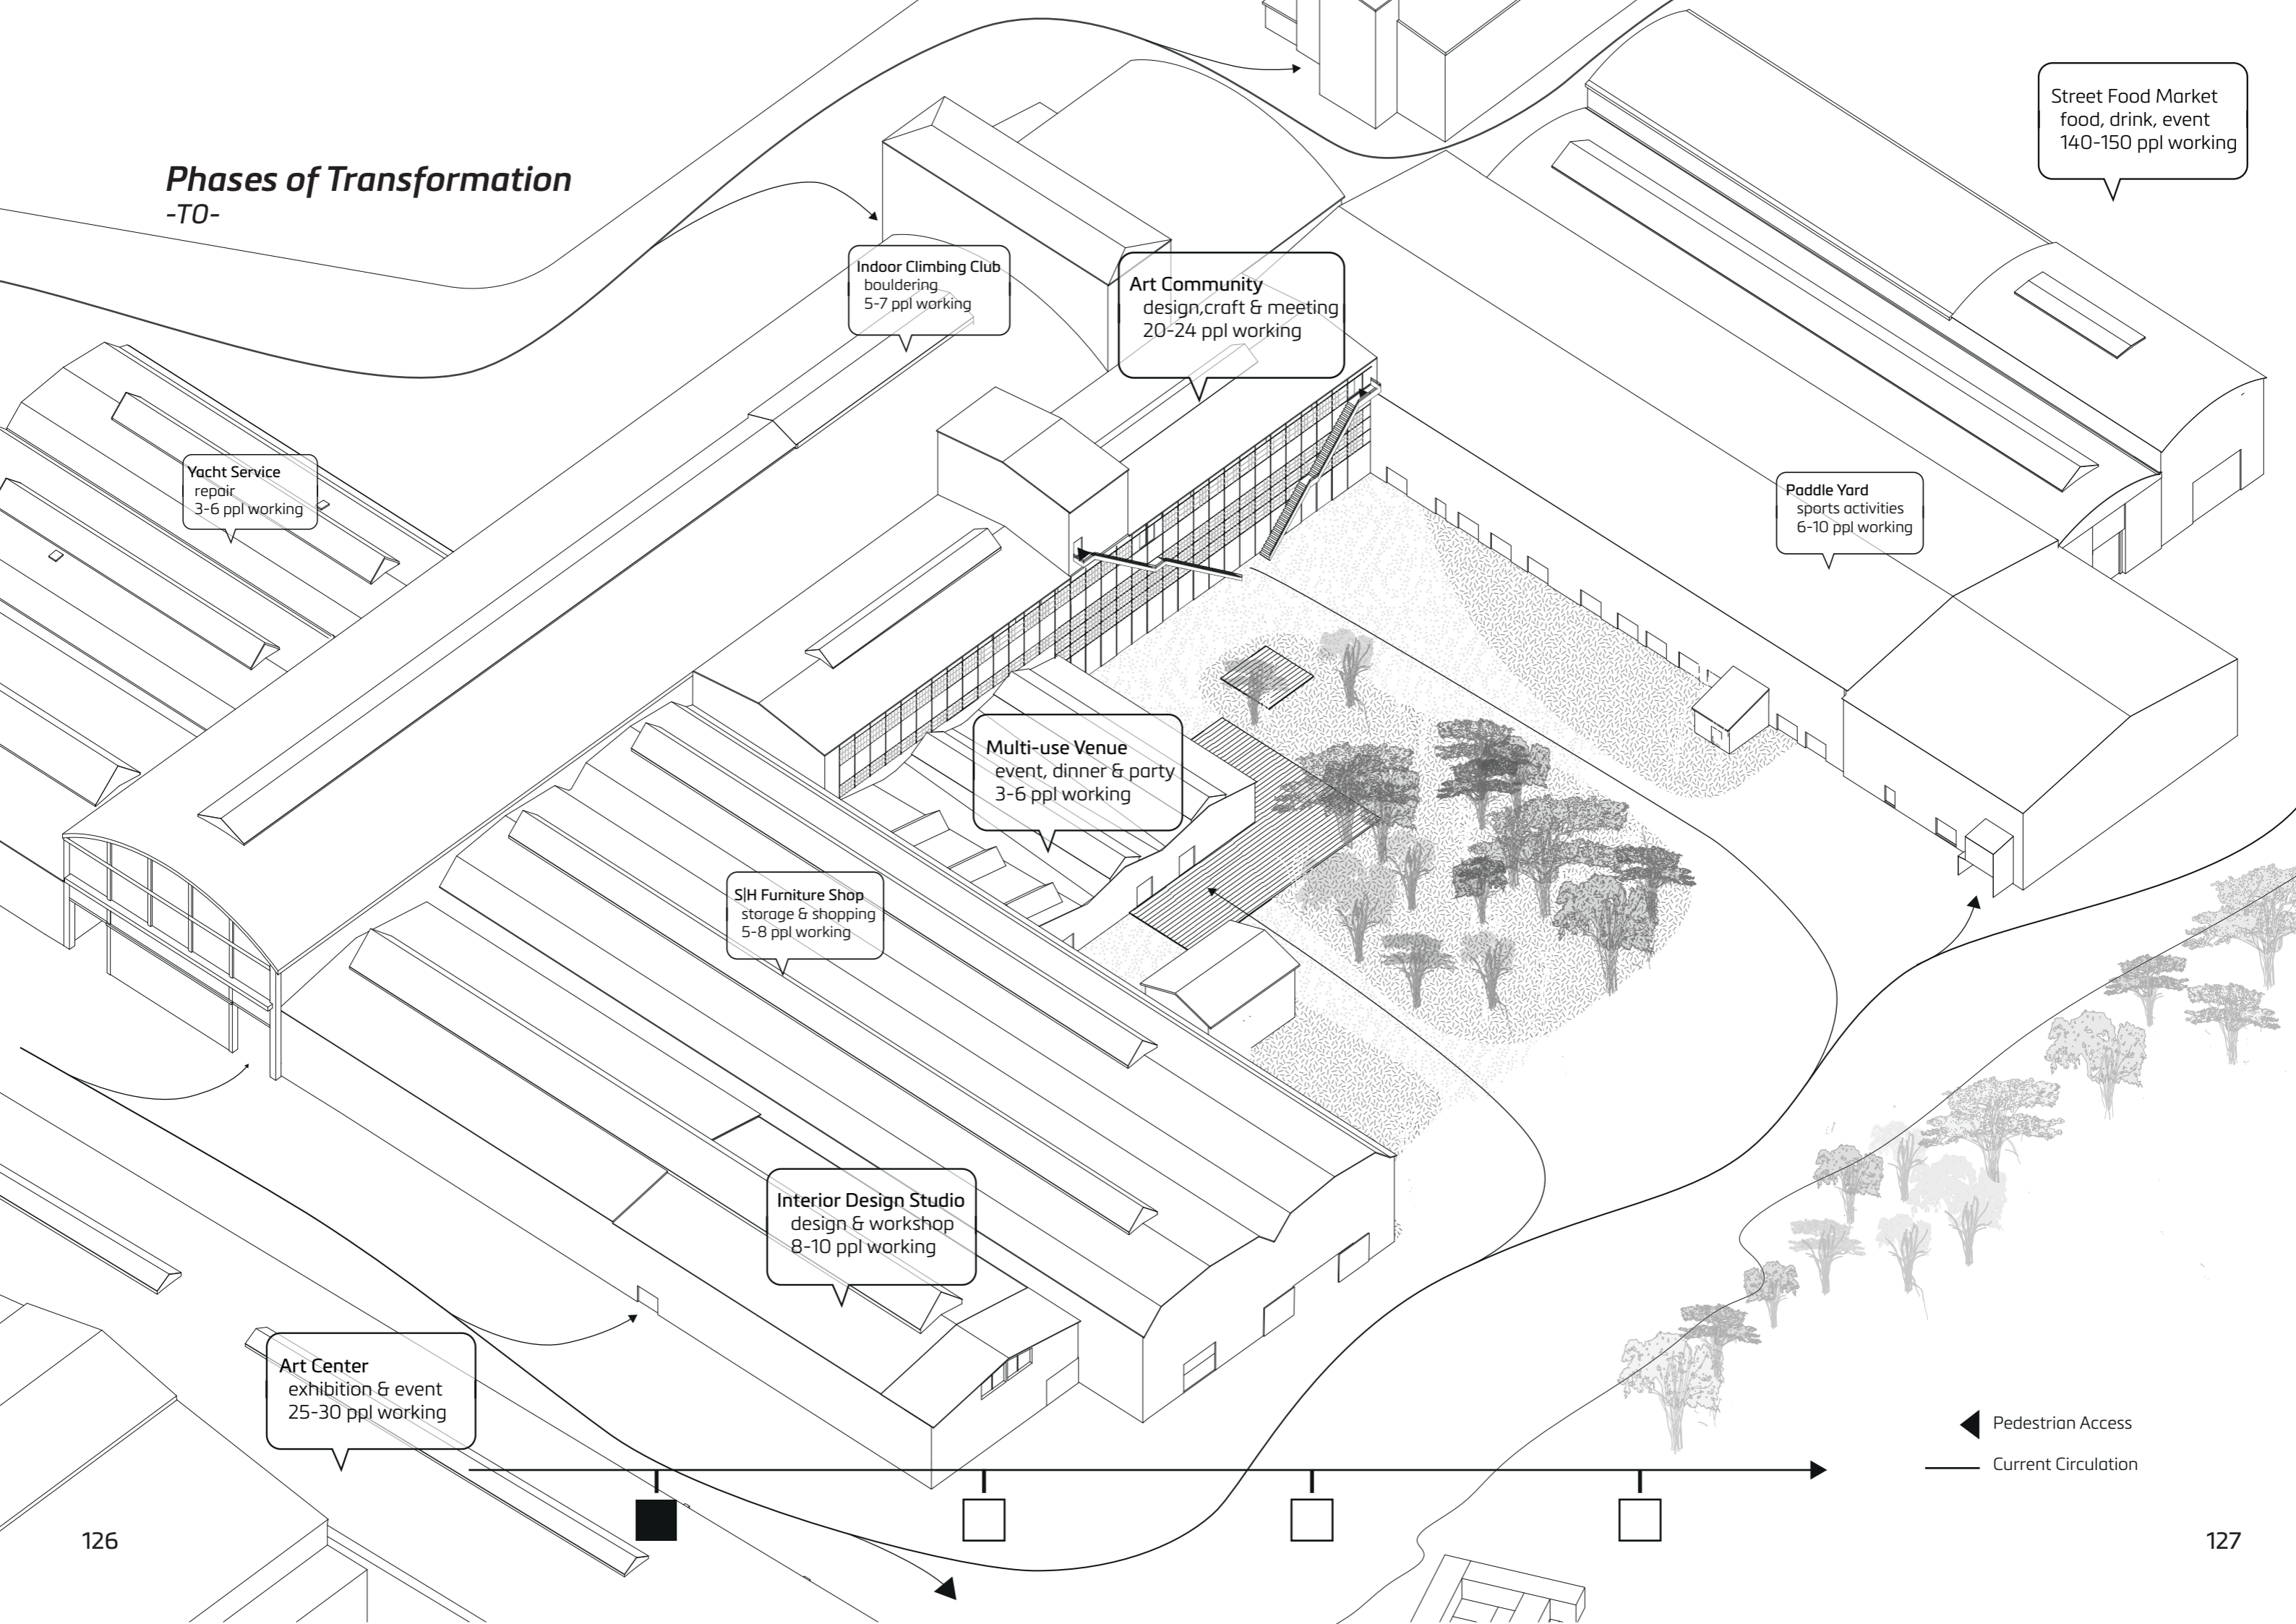 Phases of Transformation
-TO-
Street Food Market
food, drink, event
140-150 ppl working
Indoor Climbing Club
bouldering
5-7 ppl working
Art Community
design,craft & meeting
20-24 ppl working
Yacht Service
repair
3-6 ppl working
Paddle Yard
sports activities
6-10 ppl working
Multi-use Venue
event, dinner & party
3-6 ppl working
S|H Furniture Shop
storage & shopping
5-8 ppl working
Interior Design Studio
design & workshop
8-10 ppl working
Art Center
exhibition & event
25-30 ppl working
Pedestrian Access
Current Circulation
126
127